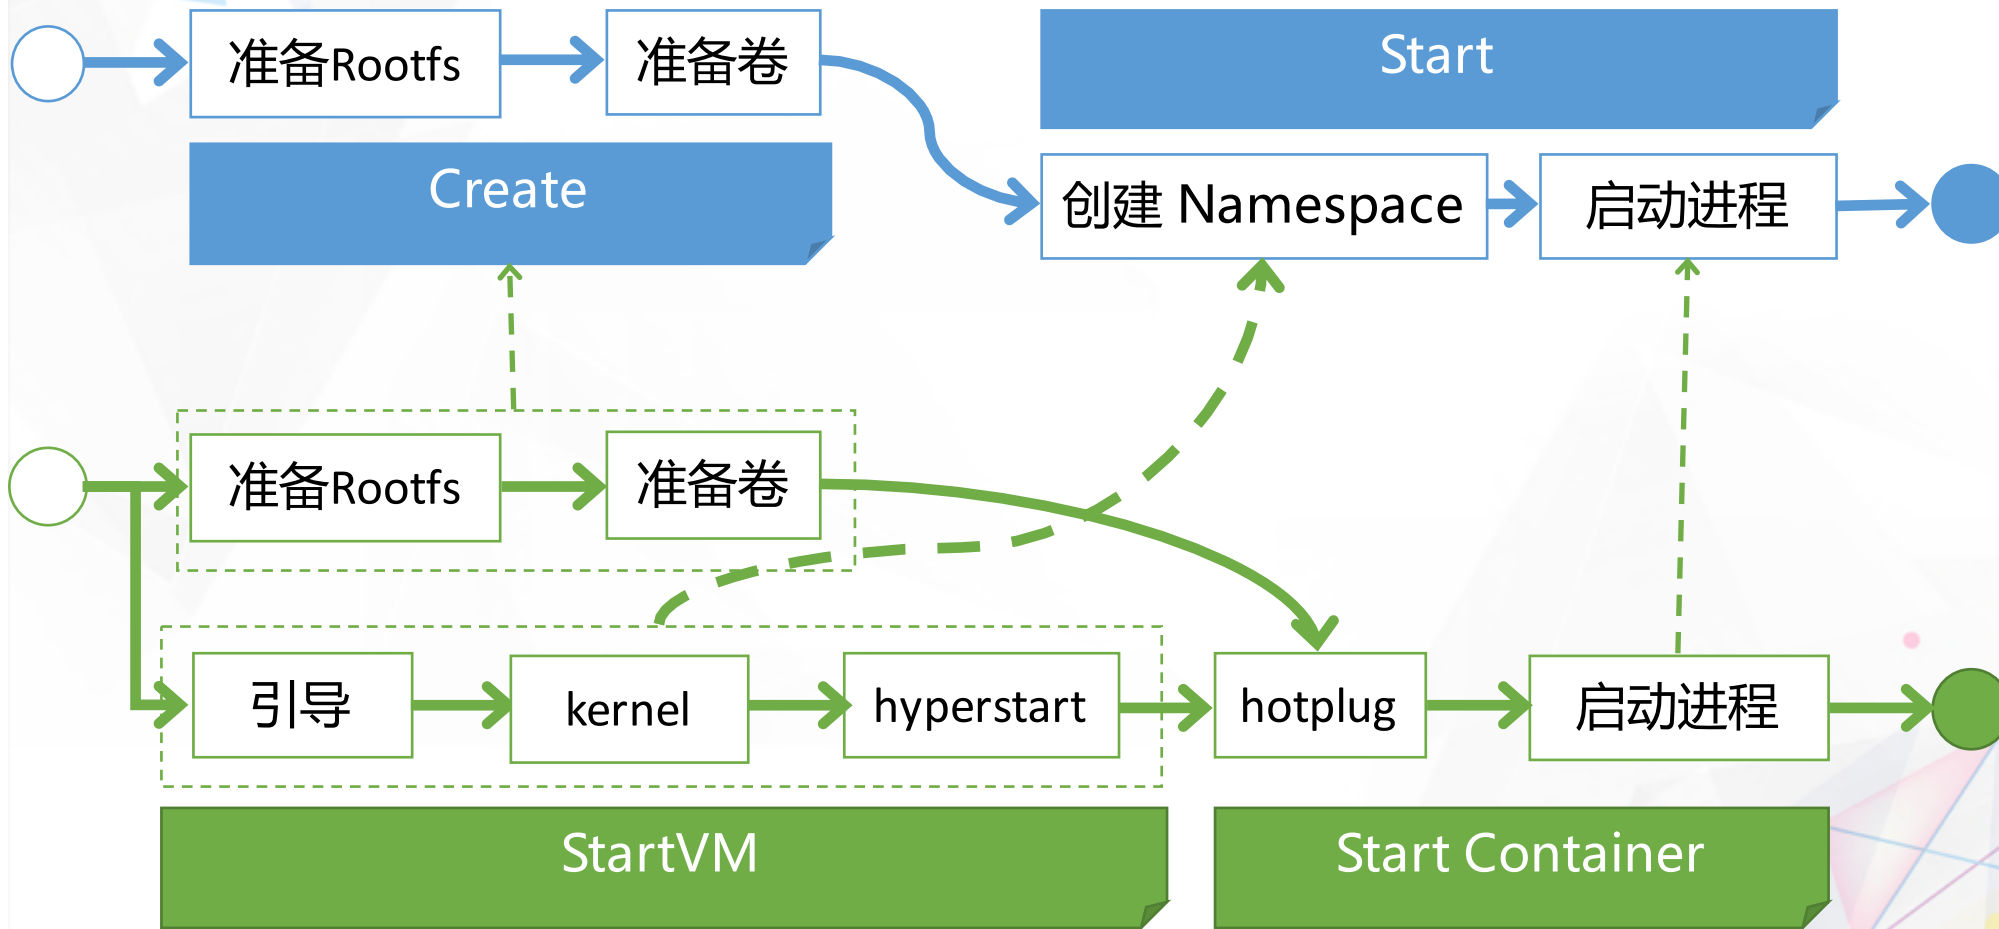 准备Rootfs
准备卷
Start
Create
创建 Namespace
启动进程
准备Rootfs
准备卷
引导
kernel
hyperstart
hotplug
启动进程
StartVM
Start Container